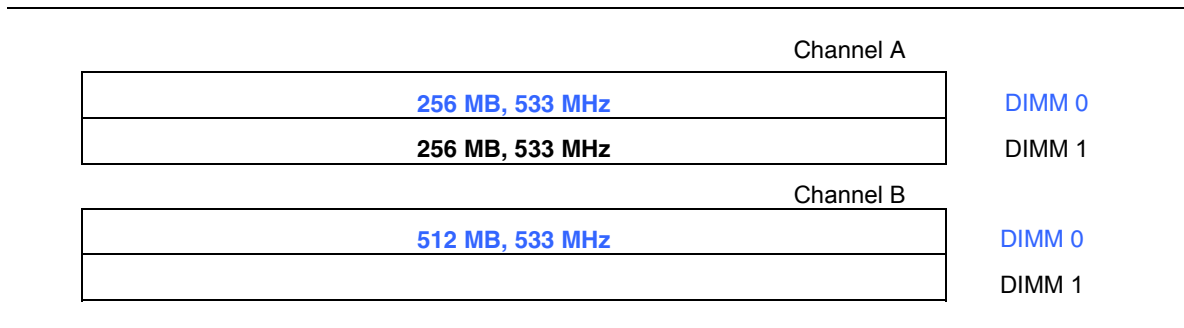 Channel A
256 MB, 533 MHz DIMM 0
256 MB, 533 MHz DIMM 1
Channel B
512 MB, 533 MHz DIMM 0
DIMM 1